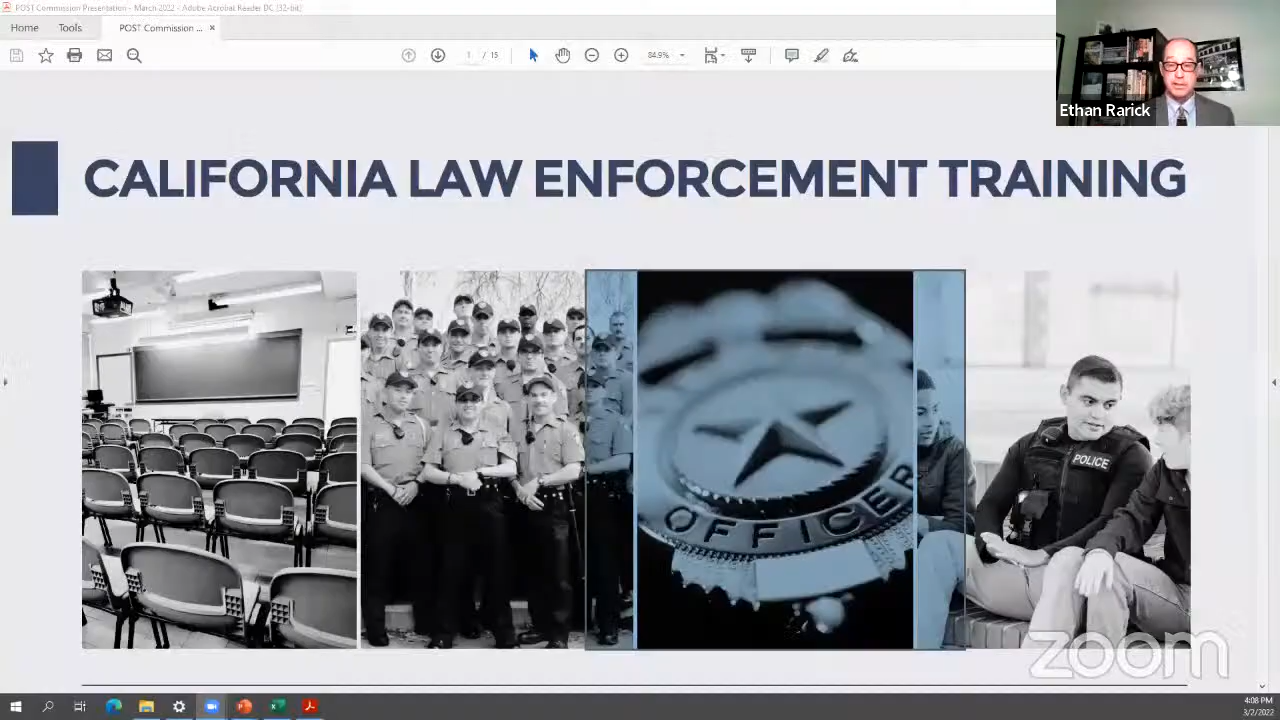 POST Commission Presentation - March 2022 - Adobe Acrobat Reader DC (32-bit)
Home Tools POST Commission ... ×
1 / 15 84.9%
Ethan Rarick
CALIFORNIA LAW ENFORCEMENT TRAINING
OFFICER
POLICE
zoom
4:08 PM
3/2/2022